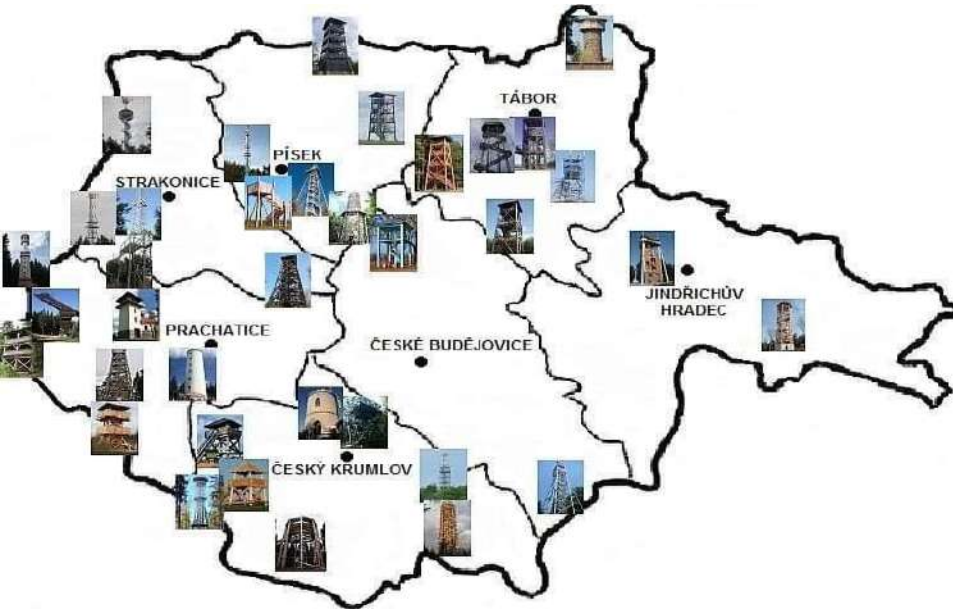 TÁBOR
PÍSEK
STRAKONICE
JINDŘICHŮV
HRADEC
PRACHATICE
ČESKÉ BUDĚJOVICE
ČESKÝ KRUMLOV